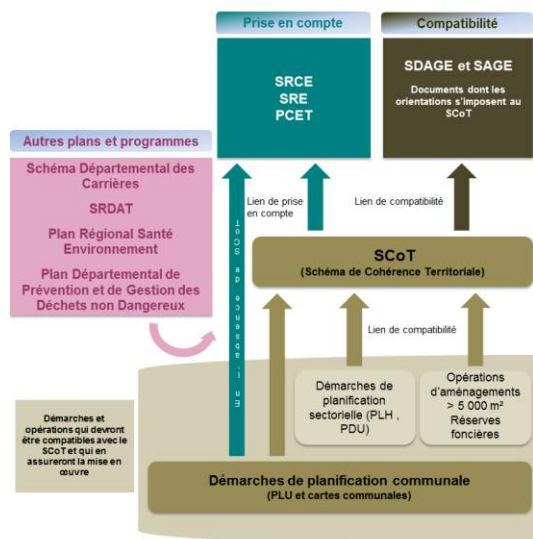 Prise en compte
Compatibilité
SRCE
SRE
PCET
SDAGE et SAGE
Documents dont les
orientations s'imposent au
SCoT
Autres plans et programmes
Schéma Départemental des
Carrières
SRDAT
Plan Régional Santé
Environnement
Plan Départemental de
Prévention et de Gestion des
Déchets non Dangereux
Lien de prise
en compte
Lien de compatibilité
En l'absence de SCoT
SCoT
(Schéma de Cohérence Territoriale)
Lien de compatibilité
Démarches de
planification
sectorielle (PLH ,
PDU)
Opérations
d'aménagements
> 5 000 m²
Réserves
foncières
Démarches et
opérations qui devront
être compatibles avec le
SCoT et qui en
assureront la mise en
œuvre
Démarches de planification communale
(PLU et cartes communales)